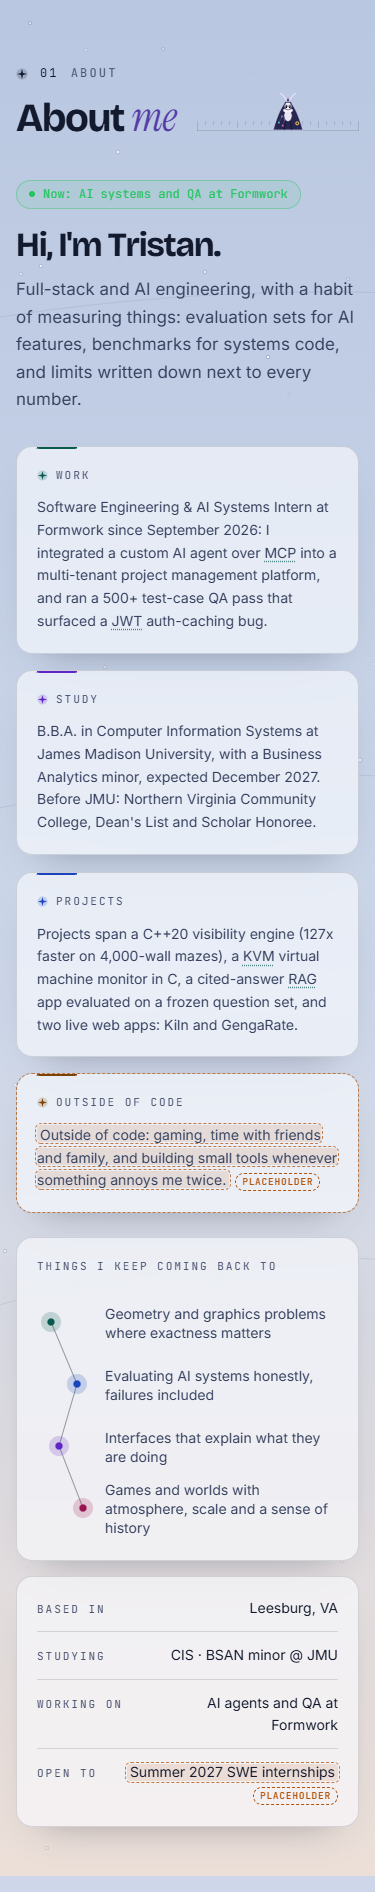 01 ABOUT
About me
Now: AI systems and QA at Formwork
Hi, I'm Tristan.
Full-stack and AI engineering, with a habit
of measuring things: evaluation sets for AI
features, benchmarks for systems code,
and limits written down next to every
number.
WORK
Software Engineering & AI Systems Intern at
Formwork since September 2026: I
integrated a custom AI agent over MCP into a
multi-tenant project management platform,
and ran a 500+ test-case QA pass that
surfaced a JWT auth-caching bug.
STUDY
B.B.A. in Computer Information Systems at
James Madison University, with a Business
Analytics minor, expected December 2027.
Before JMU: Northern Virginia Community
College, Dean's List and Scholar Honoree.
PROJECTS
Projects span a C++20 visibility engine (127x
faster on 4,000-wall mazes), a KVM virtual
machine monitor in C, a cited-answer RAG
app evaluated on a frozen question set, and
two live web apps: Kiln and GengaRate.
OUTSIDE OF CODE
Outside of code: gaming, time with friends
and family, and building small tools whenever
something annoys me twice. PLACEHOLDER
THINGS I KEEP COMING BACK TO
Geometry and graphics problems
where exactness matters
Evaluating AI systems honestly,
failures included
Interfaces that explain what they
are doing
Games and worlds with
atmosphere, scale and a sense of
history
BASED IN Leesburg, VA
STUDYING CIS · BSAN minor @ JMU
WORKING ON AI agents and QA at
Formwork
OPEN TO Summer 2027 SWE internships
PLACEHOLDER